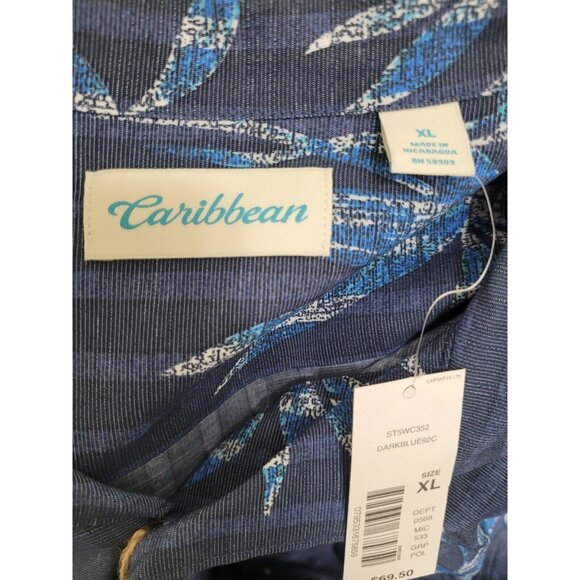 Caribbean
XL
MADE IN
NICARAGUA
RN 58909
ST5WC352
DARKBLUE92C
SIZE
XL
DEPT
0569
MIC
533
GRP
POL
$69.50